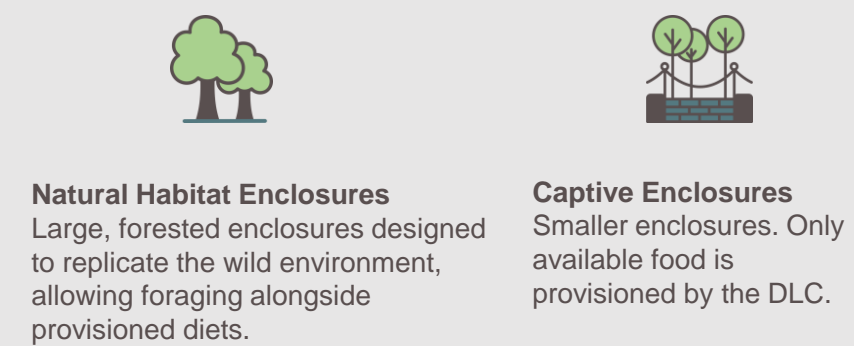 Natural Habitat Enclosures
Large, forested enclosures designed
to replicate the wild environment,
allowing foraging alongside
provisioned diets.
Captive Enclosures
Smaller enclosures. Only
available food is
provisioned by the DLC.